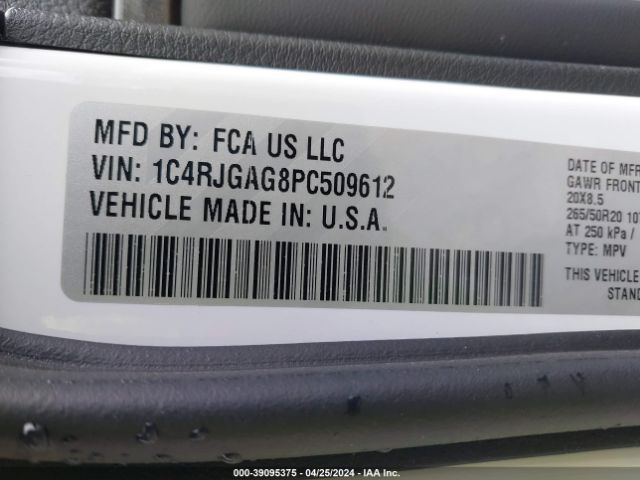 MFD BY: FCA US LLC
VIN: 1C4RJGAG8PC509612
VEHICLE MADE IN: U.S.A.
DATE OF MFR
GAWR FRONT
20X8.5
265/50R20
AT 250 kPa /
TYPE: MPV
THIS VEHICLE
STAND
000-39095375 - 04/25/2024 - IAA Inc.